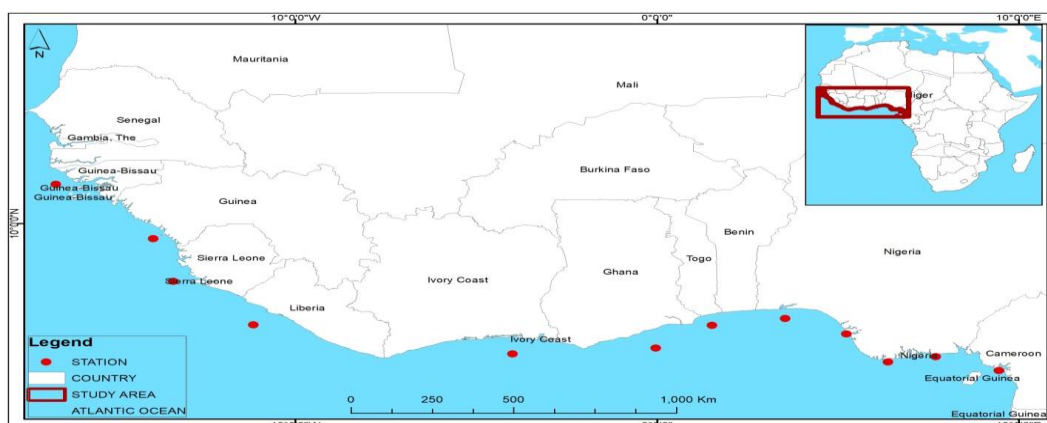 10°0'0"W
0°0'0"
10°0'0"E
N
Mauritania
Mali
Niger
Senegal
Gambia, The
Guinea-Bissau
Guinea-Bissau
Guinea-Bissau
Guinea
Burkina Faso
Benin
Nigeria
10°0'0"N
Sierra Leone
Sierra Leone
Ivory Coast
Ghana
Togo
Liberia
Ivory Coast
Nigeria
Cameroon
Equatorial Guinea
Equatorial Guinea
Legend
STATION
COUNTRY
STUDY AREA
ATLANTIC OCEAN
0 250 500 1,000 Km